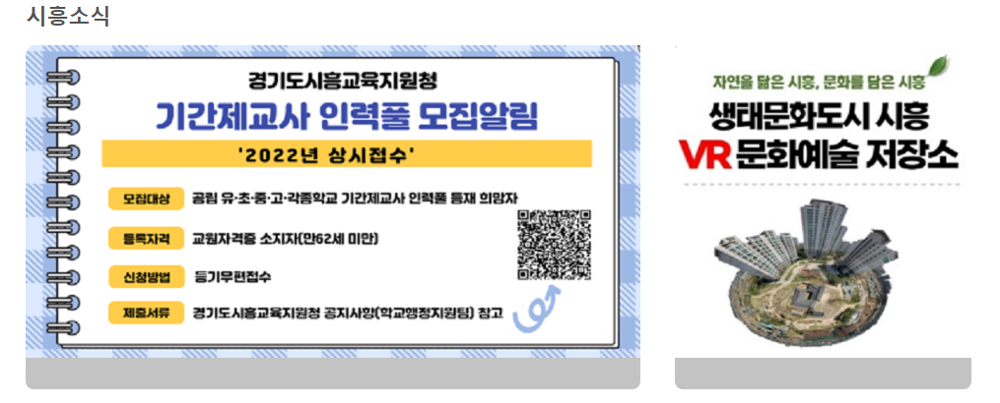 시흥소식
경기도시흥교육지원청
기간제교사 인력풀 모집알림
'2022년 상시접수'
모집대상 공립 유·초·중·고·각종학교 기간제교사 인력풀 등재 희망자
등록자격 교원자격증 소지자(만62세 미만)
신청방법 등기우편접수
제출서류 경기도시흥교육지원청 공지사항(학교행정지원팀) 참고
자연을 닮은 시흥, 문화를 담은 시흥
생태문화도시 시흥
VR 문화예술 저장소